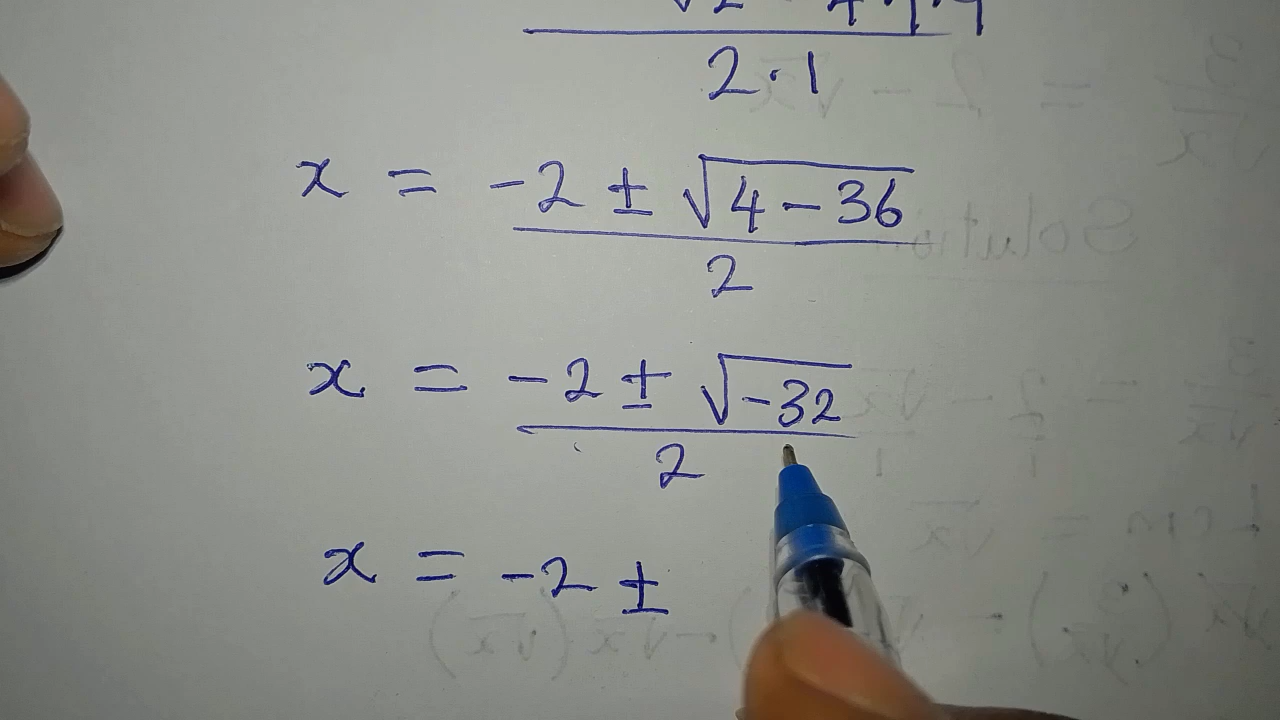 2 · 1
x = -2 ± √4 - 36
2
x = -2 ± √-32
2
x = -2 ±